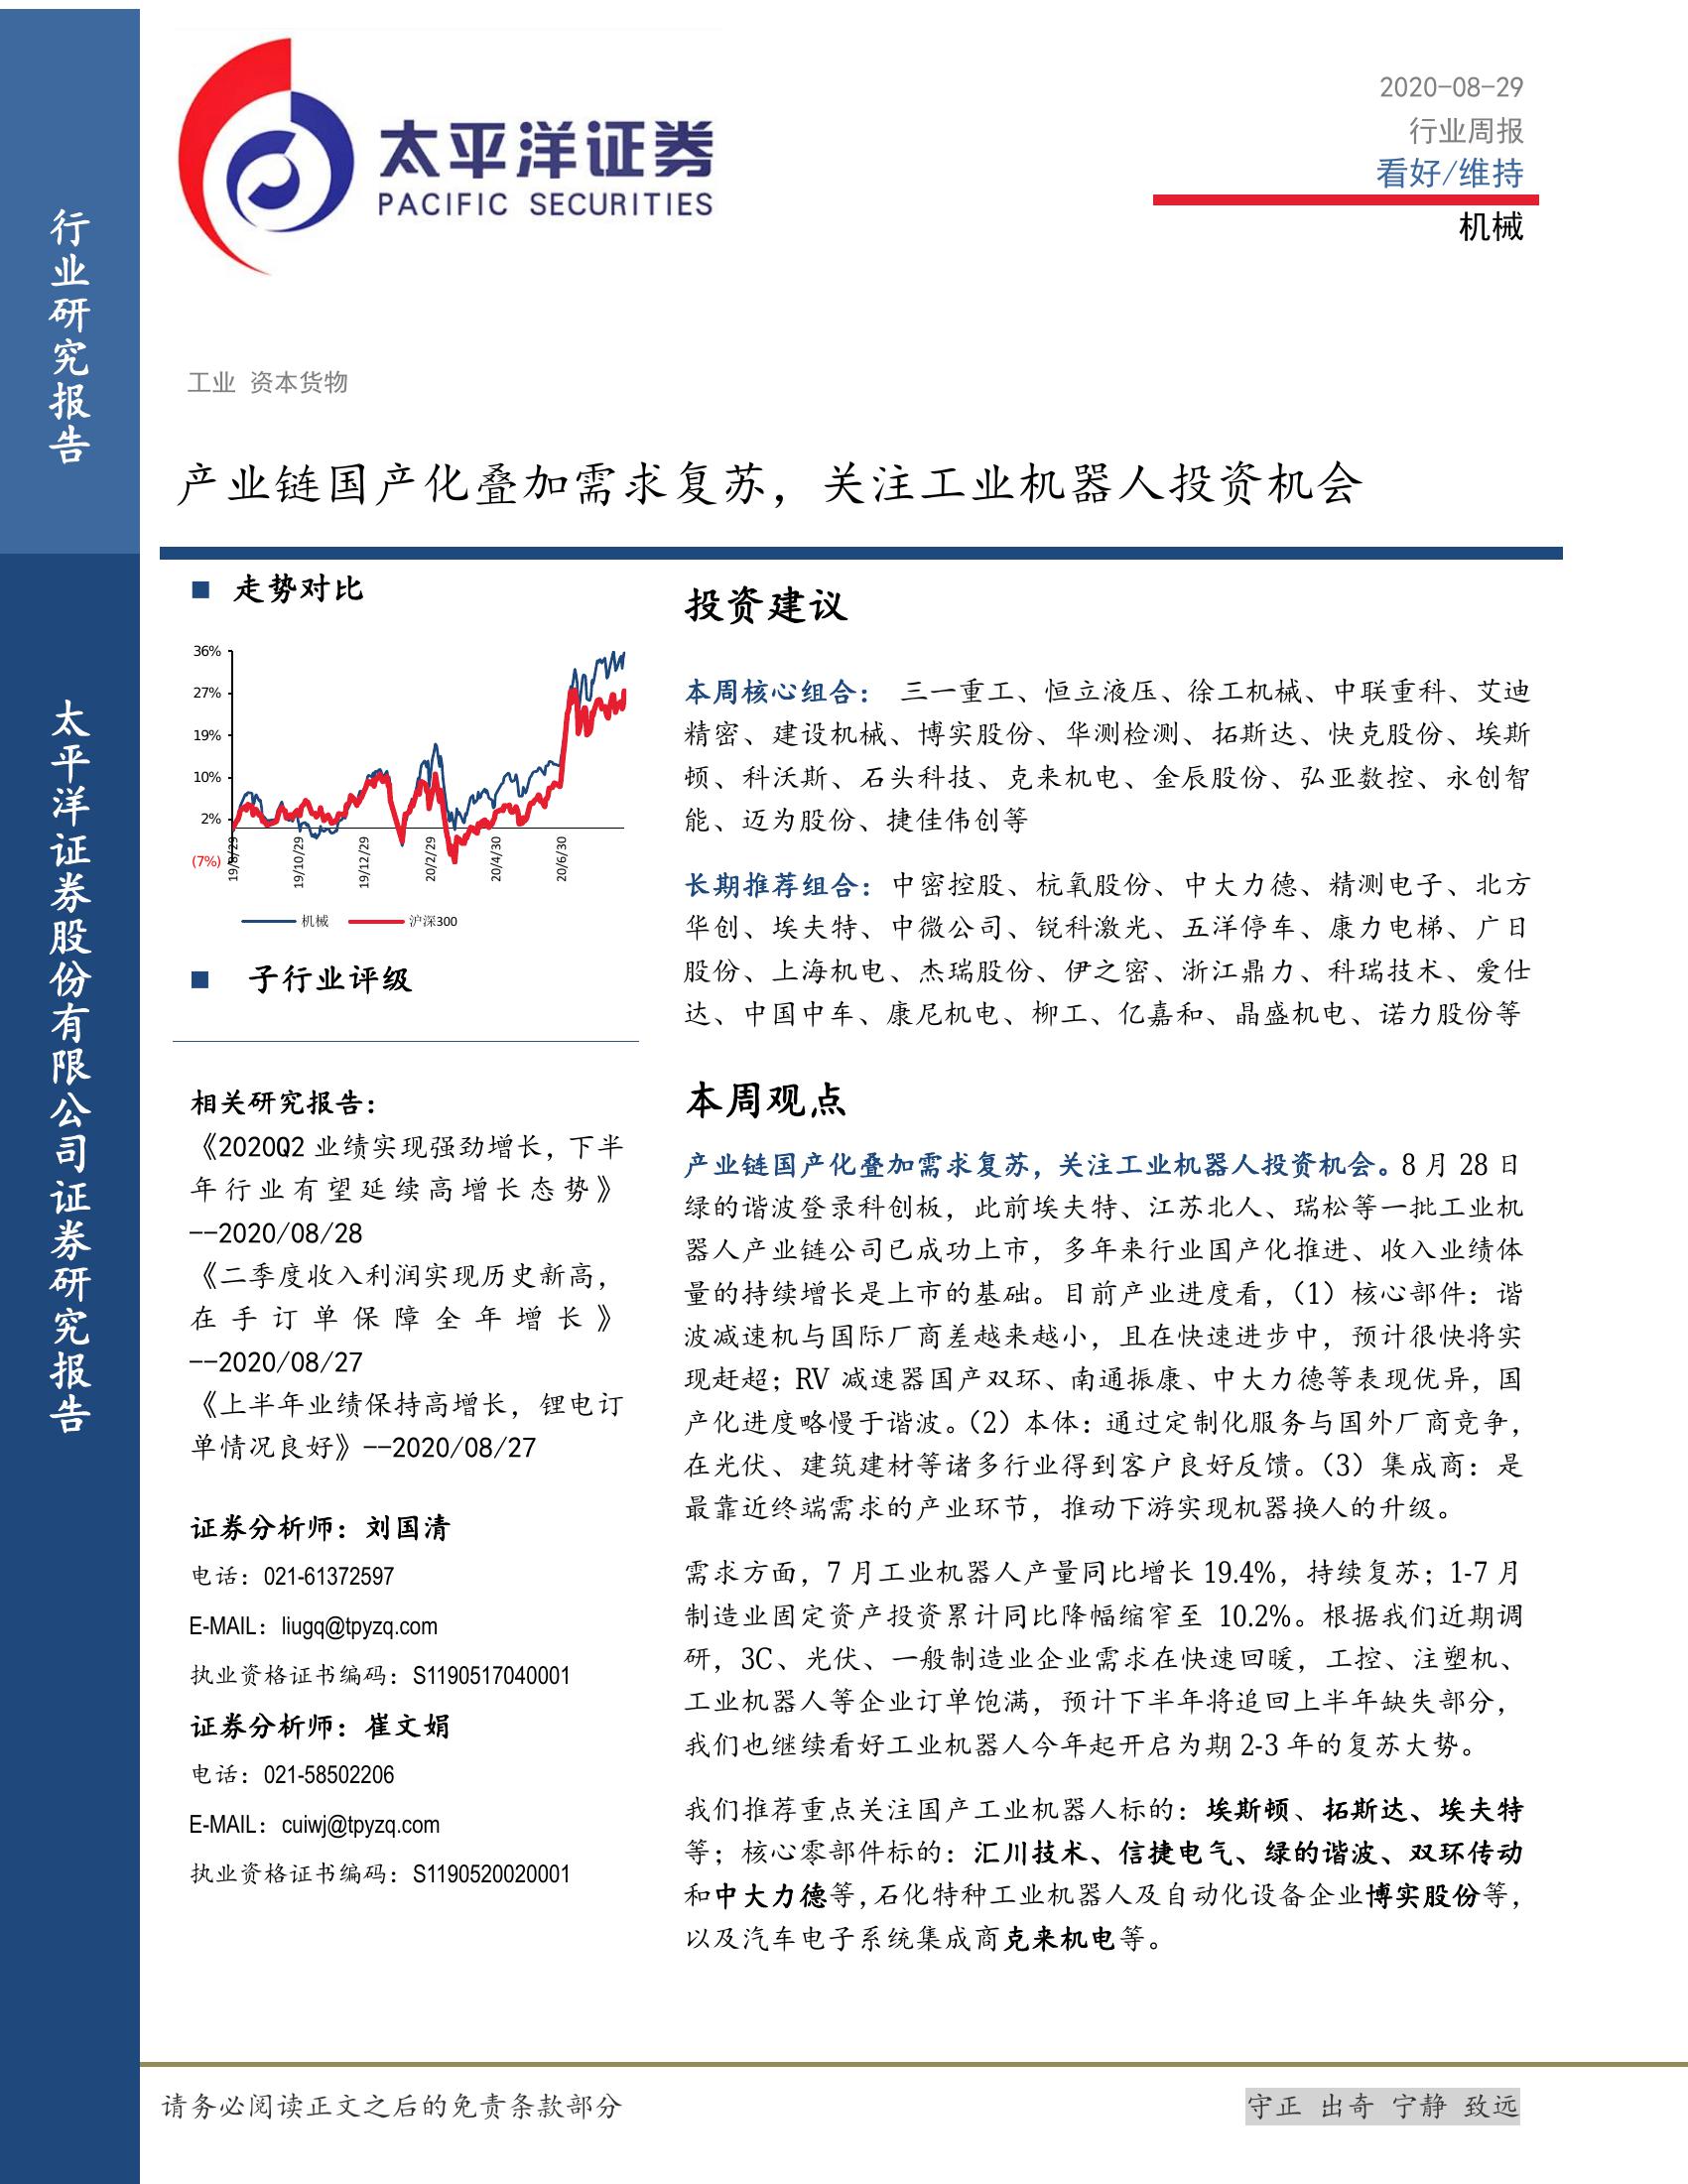 行业研究报告
太平洋证券股份有限公司证券研究报告
太平洋证券
PACIFIC SECURITIES
2020-08-29
行业周报
看好/维持
机械
工业 资本货物
产业链国产化叠加需求复苏，关注工业机器人投资机会
■ 走势对比
36%
27%
19%
10%
2%
(7%)
19/8/29
19/10/29
19/12/29
20/2/29
20/4/30
20/6/30
机械 沪深300
■ 子行业评级
相关研究报告：
《2020Q2 业绩实现强劲增长，下半
年行业有望延续高增长态势》
--2020/08/28
《二季度收入利润实现历史新高，
在手订单保障全年增长》
--2020/08/27
《上半年业绩保持高增长，锂电订
单情况良好》--2020/08/27
证券分析师：刘国清
电话：021-61372597
E-MAIL：liugq@tpyzq.com
执业资格证书编码：S1190517040001
证券分析师：崔文娟
电话：021-58502206
E-MAIL：cuiwj@tpyzq.com
执业资格证书编码：S1190520020001
投资建议
本周核心组合： 三一重工、恒立液压、徐工机械、中联重科、艾迪
精密、建设机械、博实股份、华测检测、拓斯达、快克股份、埃斯
顿、科沃斯、石头科技、克来机电、金辰股份、弘亚数控、永创智
能、迈为股份、捷佳伟创等
长期推荐组合：中密控股、杭氧股份、中大力德、精测电子、北方
华创、埃夫特、中微公司、锐科激光、五洋停车、康力电梯、广日
股份、上海机电、杰瑞股份、伊之密、浙江鼎力、科瑞技术、爱仕
达、中国中车、康尼机电、柳工、亿嘉和、晶盛机电、诺力股份等
本周观点
产业链国产化叠加需求复苏，关注工业机器人投资机会。8 月 28 日
绿的谐波登录科创板，此前埃夫特、江苏北人、瑞松等一批工业机
器人产业链公司已成功上市，多年来行业国产化推进、收入业绩体
量的持续增长是上市的基础。目前产业进度看，（1）核心部件：谐
波减速机与国际厂商差越来越小，且在快速进步中，预计很快将实
现赶超；RV 减速器国产双环、南通振康、中大力德等表现优异，国
产化进度略慢于谐波。（2）本体：通过定制化服务与国外厂商竞争，
在光伏、建筑建材等诸多行业得到客户良好反馈。（3）集成商：是
最靠近终端需求的产业环节，推动下游实现机器换人的升级。
需求方面，7 月工业机器人产量同比增长 19.4%，持续复苏；1-7 月
制造业固定资产投资累计同比降幅缩窄至 10.2%。根据我们近期调
研，3C、光伏、一般制造业企业需求在快速回暖，工控、注塑机、
工业机器人等企业订单饱满，预计下半年将追回上半年缺失部分，
我们也继续看好工业机器人今年起开启为期 2-3 年的复苏大势。
我们推荐重点关注国产工业机器人标的：埃斯顿、拓斯达、埃夫特
等；核心零部件标的：汇川技术、信捷电气、绿的谐波、双环传动
和中大力德等，石化特种工业机器人及自动化设备企业博实股份等，
以及汽车电子系统集成商克来机电等。
请务必阅读正文之后的免责条款部分
守正 出奇 宁静 致远